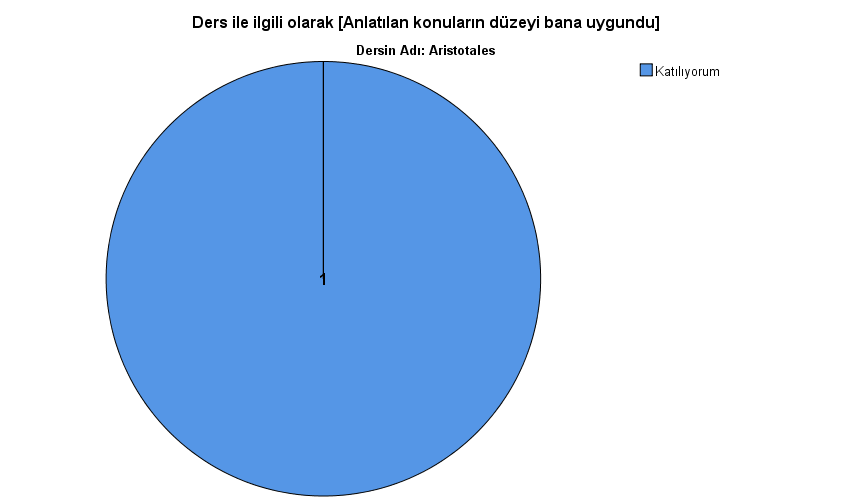 Ders ile ilgili olarak [Anlatılan konuların düzeyi bana uygundu]
Dersin Adı: Aristotales
Katılıyorum
1